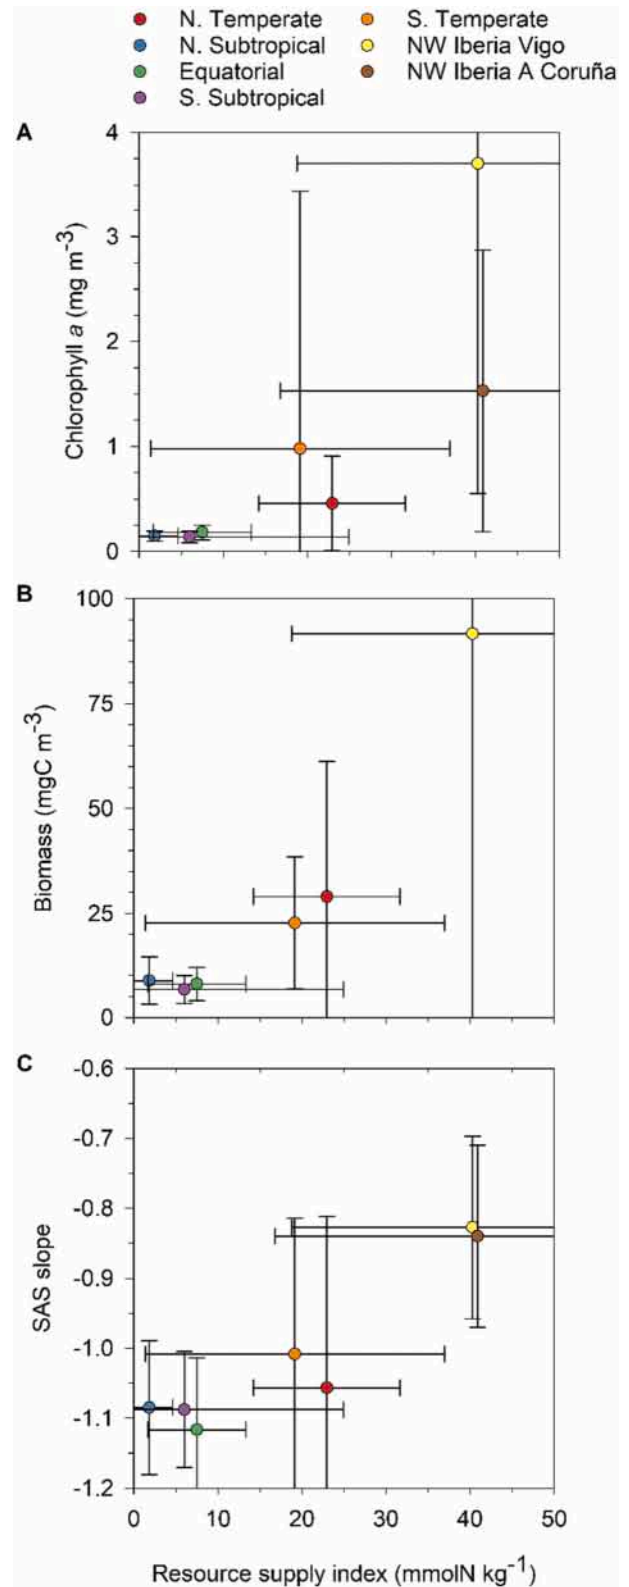 N. Temperate S. Temperate
N. Subtropical NW Iberia Vigo
Equatorial NW Iberia A Coruña
S. Subtropical
A
4
3
2
1
0
Chlorophyll a (mg m⁻³)
B
100
75
50
25
0
Biomass (mgC m⁻³)
C
-0.6
-0.7
-0.8
-0.9
-1.0
-1.1
-1.2
SAS slope
0 10 20 30 40 50
Resource supply index (mmolN kg⁻¹)